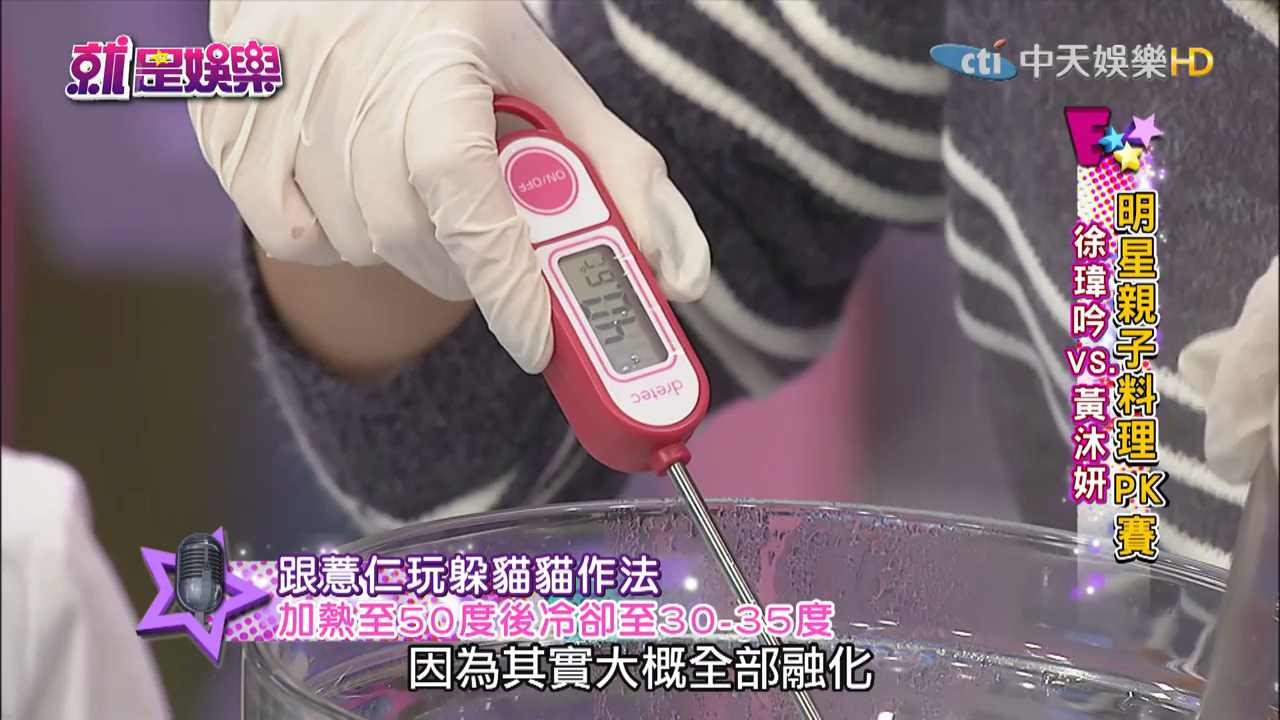 就是娛樂
cti 中天娛樂HD
E
明星親子料理PK賽
徐瑋吟 vs. 黃沐妍
ON/OFF
℃
dretec
跟薏仁玩躲貓貓作法
加熱至50度後冷卻至30-35度
因為其實大概全部融化